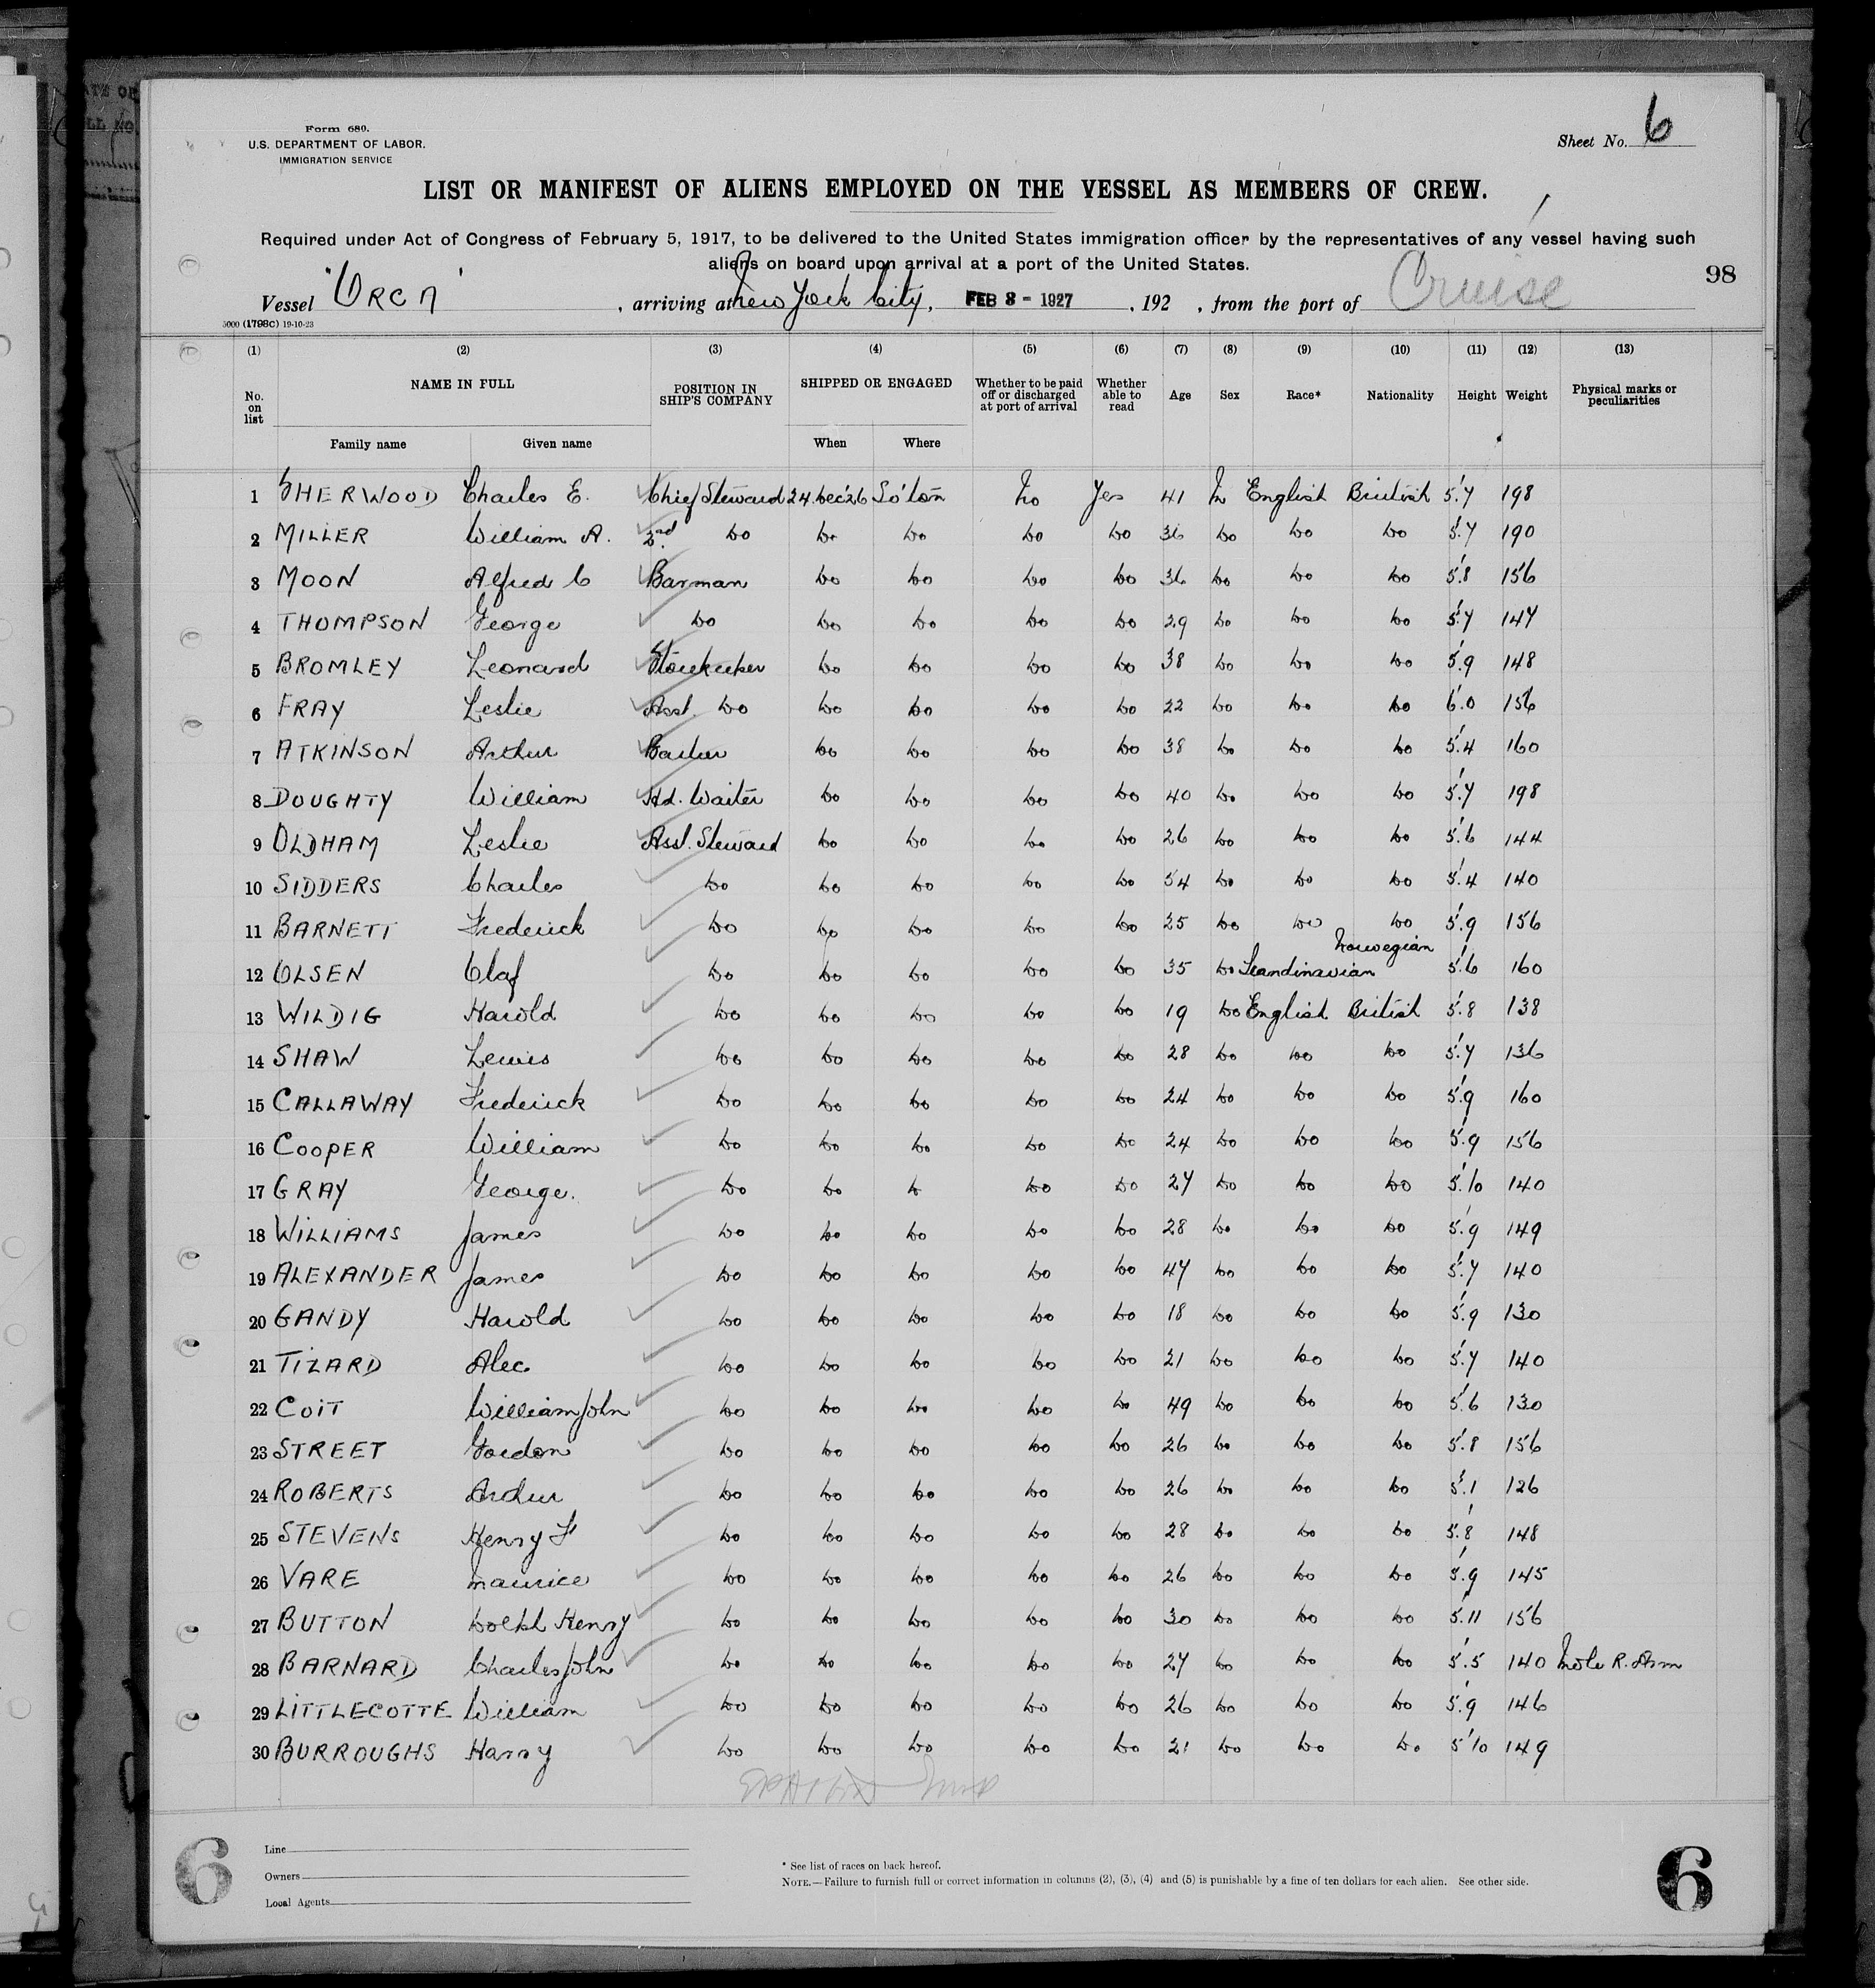 Form 680.
U.S. DEPARTMENT OF LABOR.
IMMIGRATION SERVICE
Sheet No. 6
LIST OR MANIFEST OF ALIENS EMPLOYED ON THE VESSEL AS MEMBERS OF CREW.
Required under Act of Congress of February 5, 1917, to be delivered to the United States immigration officer by the representatives of any vessel having such
aliens on board upon arrival at a port of the United States.
98
Vessel "ORCA", arriving at New York City, FEB 8 - 1927, 192 , from the port of Cruise
5000 (1798C) 19-10-23
(1) (2) (3) (4) (5) (6) (7) (8) (9) (10) (11) (12) (13)
No. on list NAME IN FULL POSITION IN SHIP'S COMPANY SHIPPED OR ENGAGED Whether to be paid off or discharged at port of arrival Whether able to read Age Sex Race* Nationality Height Weight Physical marks or peculiarities
Family name Given name When Where
1 SHERWOOD Charles E. Chief Steward 24 Dec '26 So'ton No Yes 41 M English British 5'.7 198
2 MILLER William A. 2nd do do do do do 36 do do do 5'.7 190
3 MOON Alfred C Barman do do do do 36 do do do 5'.8 156
4 THOMPSON George do do do do do 29 do do do 5'.7 147
5 BROMLEY Leonard Storekeeper do do do do 38 do do do 5'.9 148
6 FRAY Leslie Asst. do do do do do 22 do do do 6'.0 156
7 ATKINSON Arthur Barber do do do do 38 do do do 5'.4 160
8 DOUGHTY William Hd. Waiter do do do do 40 do do do 5'.7 198
9 OLDHAM Leslie Asst. Steward do do do do 26 do do do 5'.6 144
10 SIDDERS Charles do do do do do 54 do do do 5'.4 140
11 BARNETT Frederick do do do do do 25 do do do 5'.9 156
12 OLSEN Olaf do do do do do 35 do Scandinavian Norwegian 5'.6 160
13 WILDIG Harold do do do do do 19 do English British 5'.8 138
14 SHAW Lewis do do do do do 28 do do do 5'.7 136
15 CALLAWAY Frederick do do do do do 24 do do do 5'.9 160
16 COOPER William do do do do do 24 do do do 5'.9 156
17 GRAY George. do do do do do 27 do do do 5'.10 140
18 WILLIAMS James do do do do do 28 do do do 5'.9 149
19 ALEXANDER James do do do do do 47 do do do 5'.7 140
20 GANDY Harold do do do do do 18 do do do 5'.9 130
21 TIZARD Alec. do do do do do 21 do do do 5'.7 140
22 COIT William John do do do do do 49 do do do 5'.6 130
23 STREET Gordon do do do do do 26 do do do 5'.8 156
24 ROBERTS Arthur do do do do do 26 do do do 5'.1 126
25 STEVENS Henry F do do do do do 28 do do do 5'.8 148
26 VARE Maurice do do do do do 26 do do do 5'.9 145
27 BUTTON Henry do do do do do 30 do do do 5'.11 156
28 BARNARD Charles John do do do do do 27 do do do 5'.5 140 Mole R. Arm
29 LITTLECOTTE William do do do do do 26 do do do 5'.9 146
30 BURROUGHS Harry do do do do do 21 do do do 5'10 149
6
Line
Owners
Local Agents
* See list of races on back hereof.
NOTE.—Failure to furnish full or correct information in columns (2), (3), (4) and (5) is punishable by a fine of ten dollars for each alien. See other side.
6